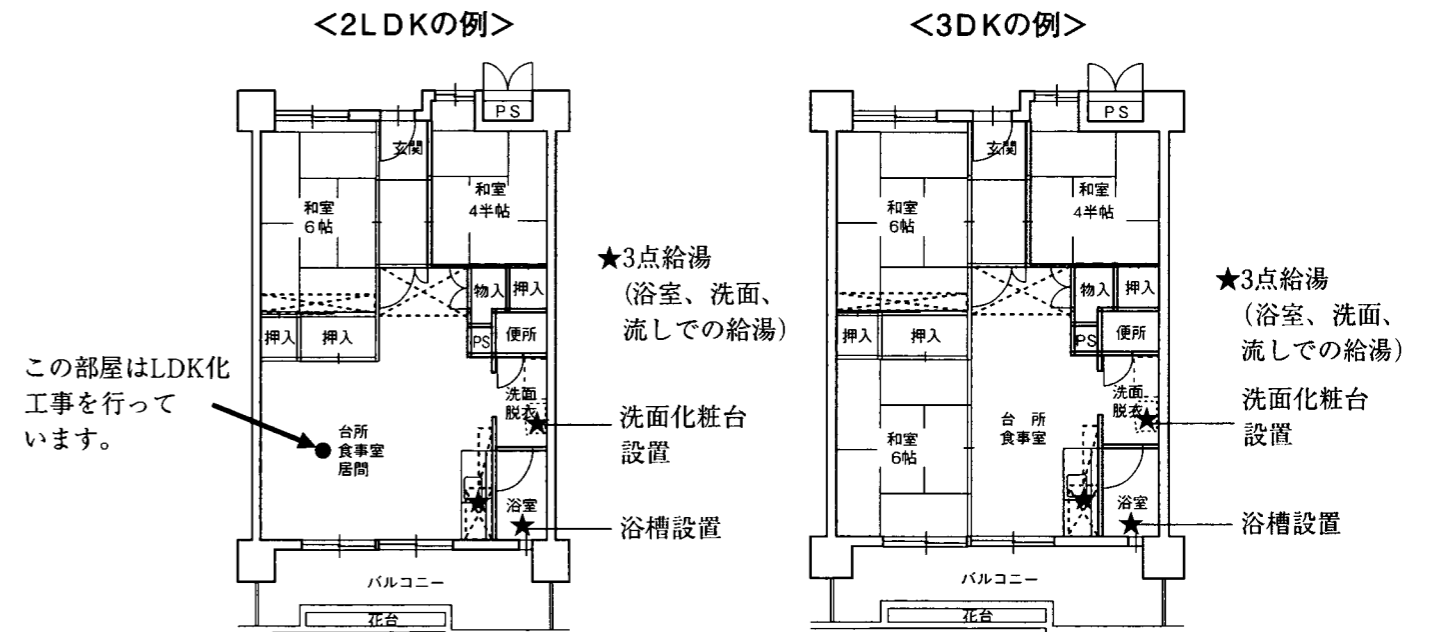 ＜2LDKの例＞
PS
玄関
和室
6帖
和室
4半帖
物入
押入
押入
押入
PS
便所
洗面
脱衣
台所
食事室
居間
浴室
バルコニー
花台
この部屋はLDK化
工事を行って
います。
★3点給湯
（浴室、洗面、
流しでの給湯）
洗面化粧台
設置
浴槽設置
＜3DKの例＞
PS
玄関
和室
6帖
和室
4半帖
物入
押入
押入
押入
PS
便所
洗面
脱衣
台 所
食事室
和室
6帖
浴室
バルコニー
花台
★3点給湯
（浴室、洗面、
流しでの給湯）
洗面化粧台
設置
浴槽設置